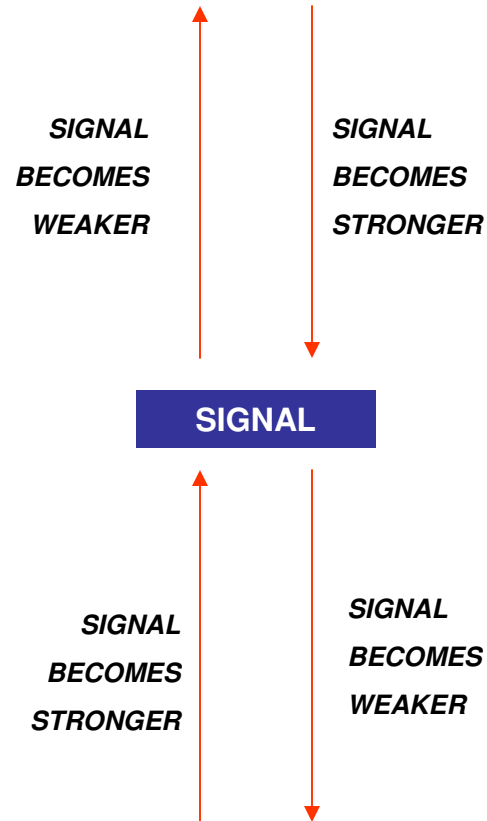 SIGNAL
BECOMES
WEAKER
SIGNAL
BECOMES
STRONGER
SIGNAL
SIGNAL
BECOMES
STRONGER
SIGNAL
BECOMES
WEAKER